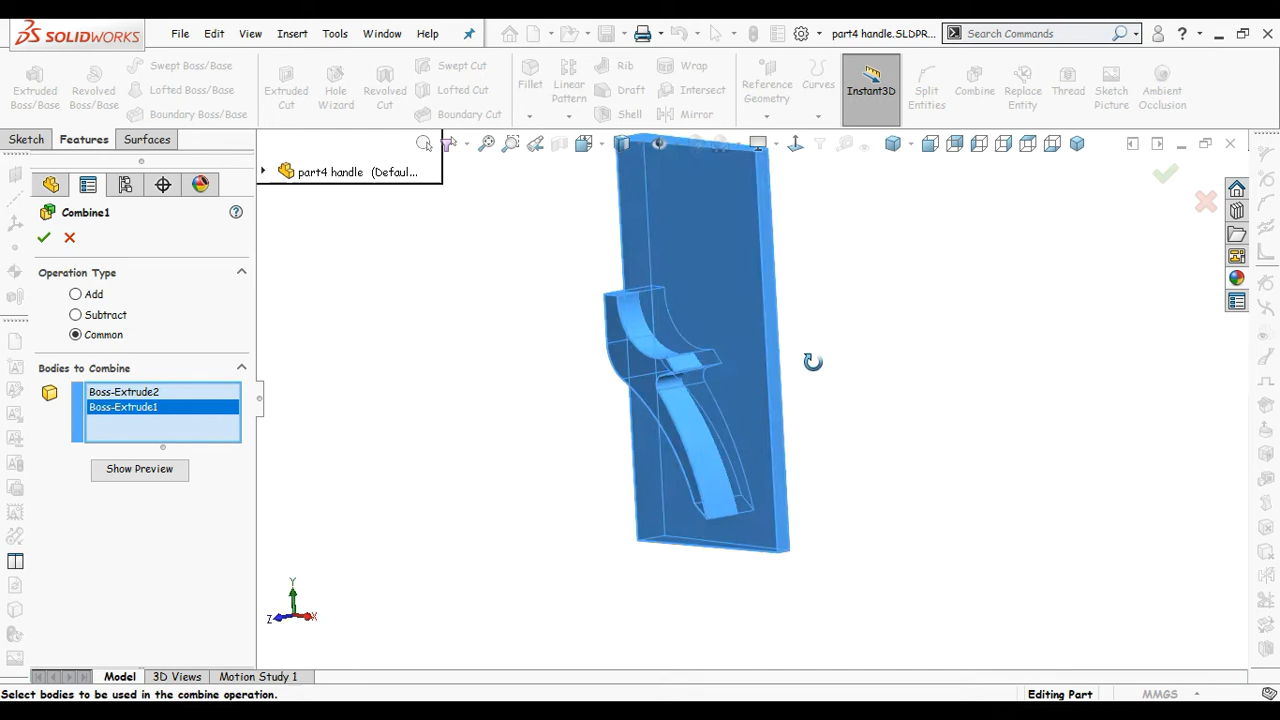 SOLIDWORKS File Edit View Insert Tools Window Help part4 handle.SLDPR... Search Commands ?
Extruded Boss/Base Revolved Boss/Base Swept Boss/Base Lofted Boss/Base Boundary Boss/Base Extruded Cut Hole Wizard Revolved Cut Swept Cut Lofted Cut Boundary Cut Fillet Linear Pattern Rib Draft Shell Wrap Intersect Mirror Reference Geometry Curves Instant3D Split Entities Combine Replace Entity Thread Sketch Picture Ambient Occlusion
Sketch Features Surfaces
part4 handle (Defaul...
Combine1 ?
Operation Type
Add
Subtract
Common
Bodies to Combine
Boss-Extrude2
Boss-Extrude1
Show Preview
Y
Z X
Model 3D Views Motion Study 1
Select bodies to be used in the combine operation. Editing Part MMGS